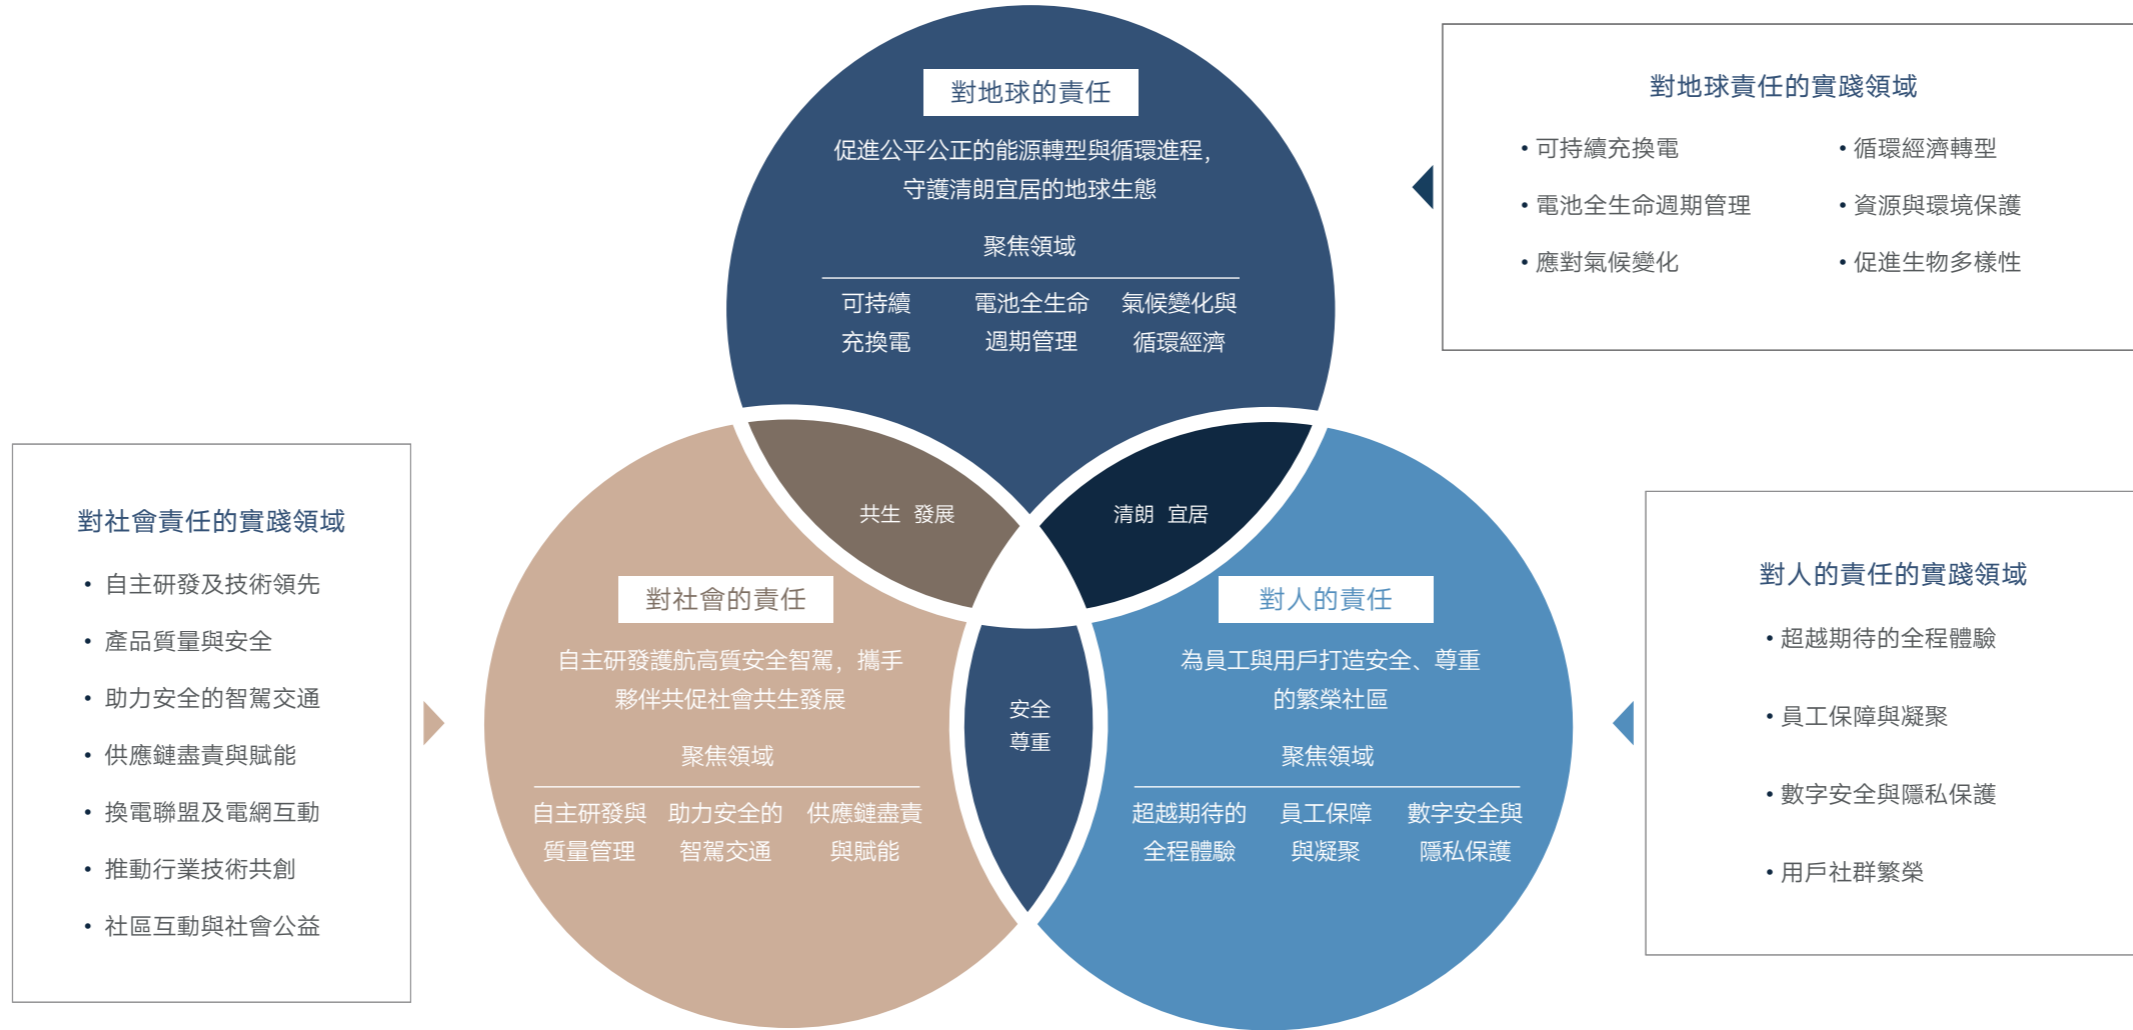 對地球的責任
促進公平公正的能源轉型與循環進程，
守護清朗宜居的地球生態
聚焦領域
可持續
充換電
電池全生命
週期管理
氣候變化與
循環經濟
對地球責任的實踐領域
• 可持續充換電
• 循環經濟轉型
• 電池全生命週期管理
• 資源與環境保護
• 應對氣候變化
• 促進生物多樣性
共生 發展
清朗 宜居
安全
尊重
對社會責任的實踐領域
• 自主研發及技術領先
• 產品質量與安全
• 助力安全的智駕交通
• 供應鏈盡責與賦能
• 換電聯盟及電網互動
• 推動行業技術共創
• 社區互動與社會公益
對社會的責任
自主研發護航高質安全智駕，攜手
夥伴共促社會共生發展
聚焦領域
自主研發與
質量管理
助力安全的
智駕交通
供應鏈盡責
與賦能
對人的責任
為員工與用戶打造安全、尊重
的繁榮社區
聚焦領域
超越期待的
全程體驗
員工保障
與凝聚
數字安全與
隱私保護
對人的責任的實踐領域
• 超越期待的全程體驗
• 員工保障與凝聚
• 數字安全與隱私保護
• 用戶社群繁榮